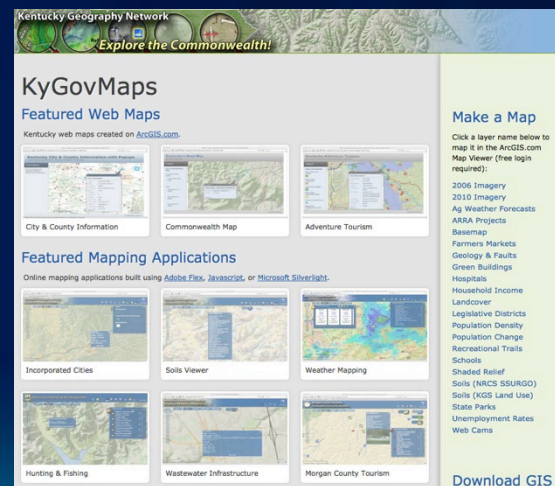 Kentucky Geography Network
Explore the Commonwealth!
KyGovMaps
Featured Web Maps
Kentucky web maps created on ArcGIS.com.
City & County Information
Commonwealth Map
Adventure Tourism
Featured Mapping Applications
Online mapping applications built using Adobe Flex, Javascript, or Microsoft Silverlight.
Incorporated Cities
Soils Viewer
Weather Mapping
Hunting & Fishing
Wastewater Infrastructure
Morgan County Tourism
Make a Map
Click a layer name below to
map it in the ArcGIS.com
Map Viewer (free login
required):
2006 Imagery
2010 Imagery
Ag Weather Forecasts
ARRA Projects
Basemap
Farmers Markets
Geology & Faults
Green Buildings
Hospitals
Household Income
Landcover
Legislative Districts
Population Density
Population Change
Recreational Trails
Schools
Shaded Relief
Soils (NRCS SSURGO)
Soils (KGS Land Use)
State Parks
Unemployment Rates
Web Cams
Download GIS